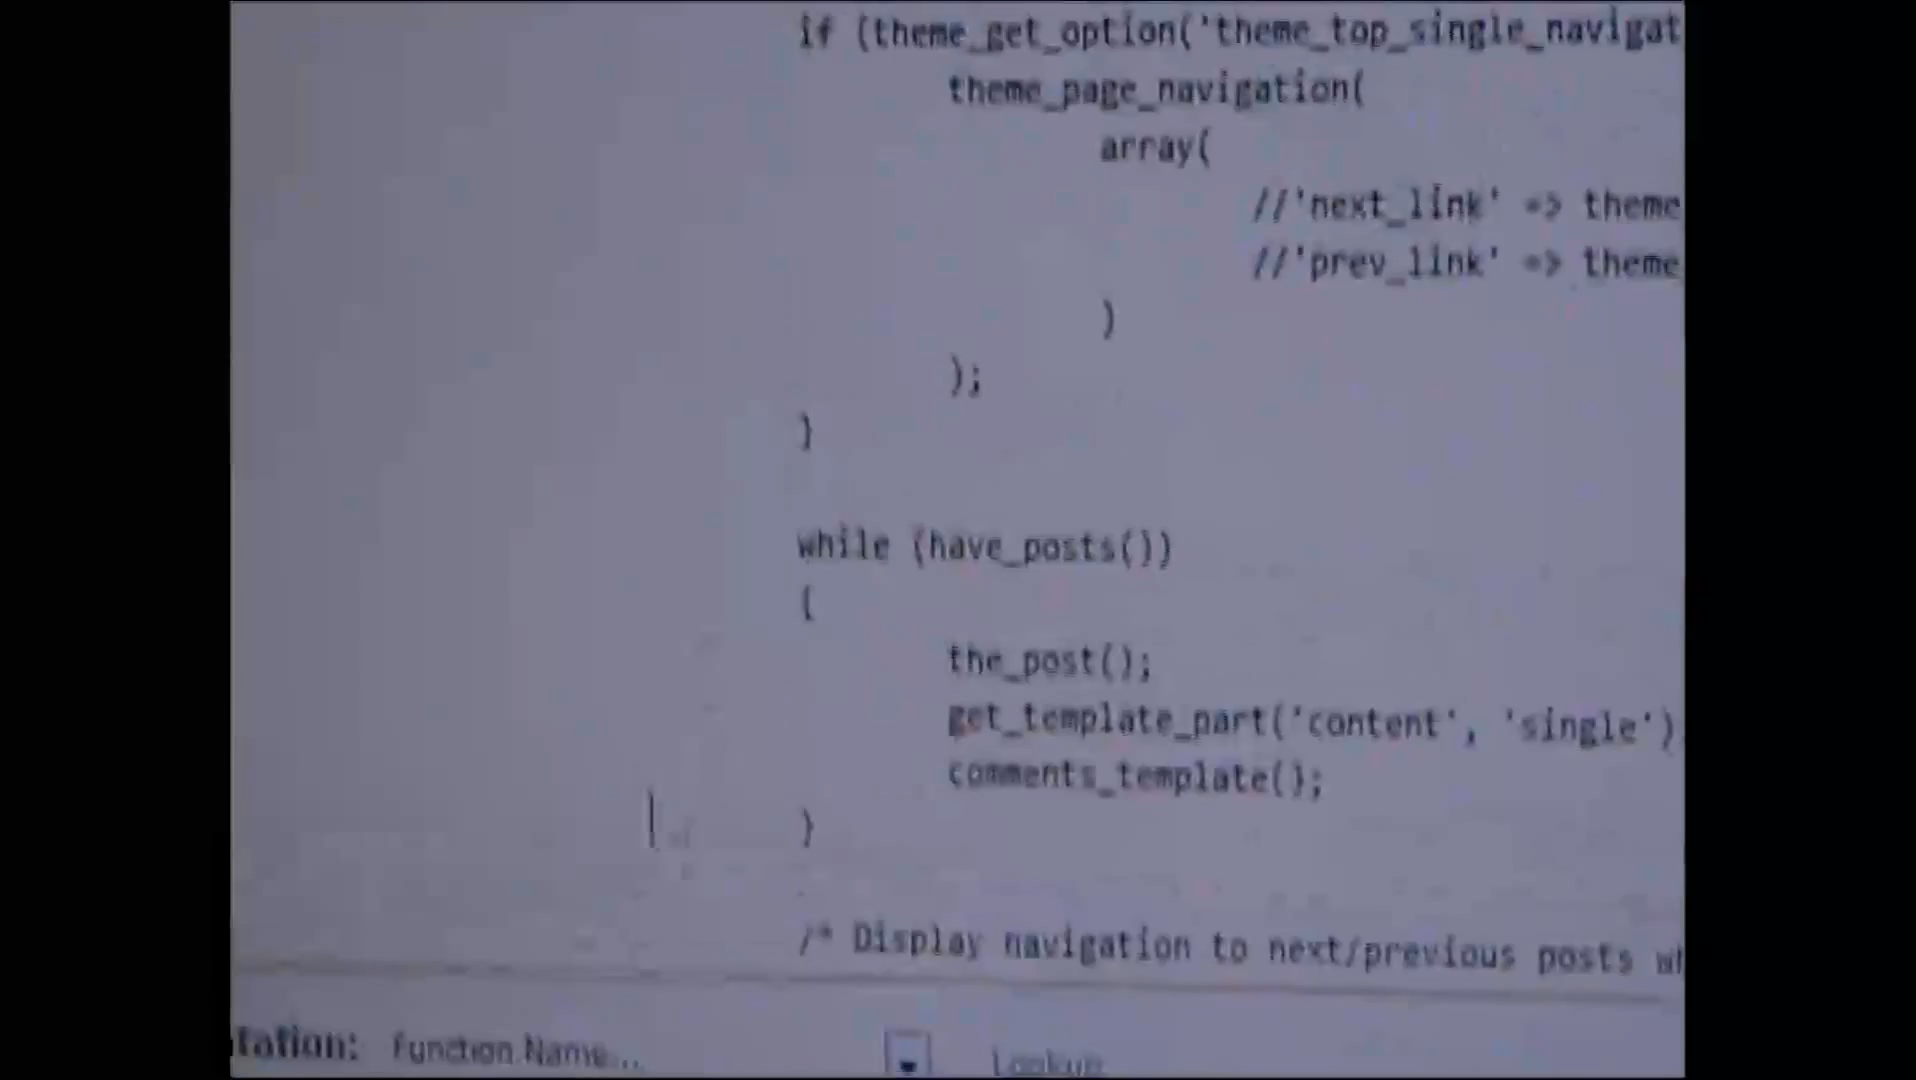 if (theme_get_option('theme_top_single_navigat
theme_page_navigation(
array(
//'next_link' => theme
//'prev_link' => theme
)
);
}
while (have_posts())
{
the_post();
get_template_part('content', 'single')
comments_template();
}
/* Display navigation to next/previous posts wh
tation: Function Name...
Lookup